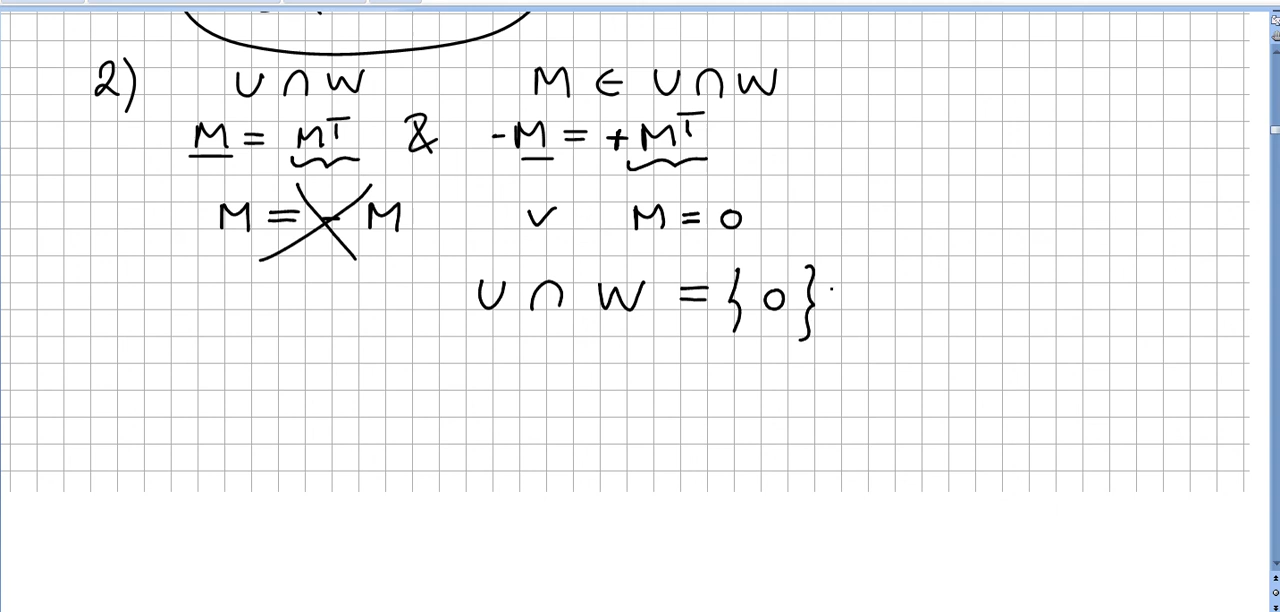 2) U ∩ W M ∈ U ∩ W
M = Mᵀ & -M = +Mᵀ
M = - M v M = 0
U ∩ W = {0}.